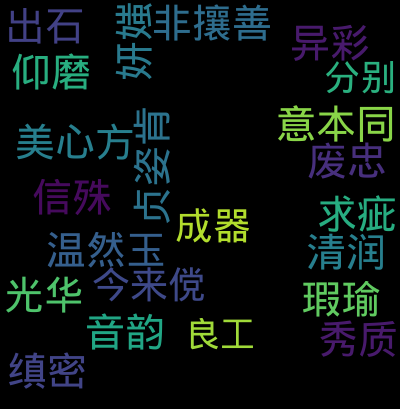 出石
妍媸
非攘善
异彩
仰磨
分别
意本同
美心方
贞姿肯
废忠
信殊
求疵
成器
温然玉
清润
今来傥
光华
瑕瑜
音韵
良工
秀质
缜密